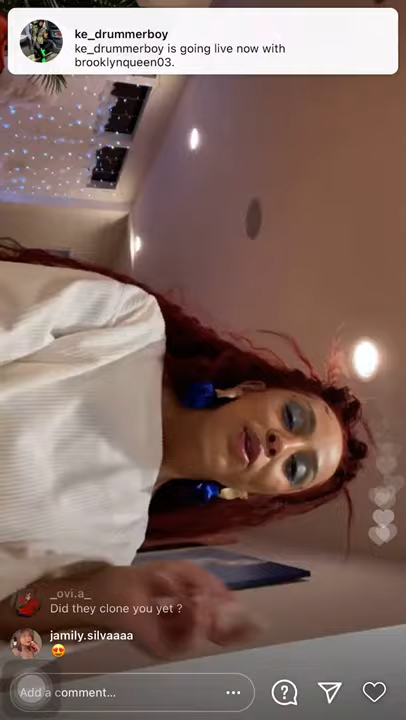 ke_drummerboy
ke_drummerboy is going live now with
brooklynqueen03.
_ovi.a_
Did they clone you yet ?
jamily.silvaaaa
😍
Add a comment...